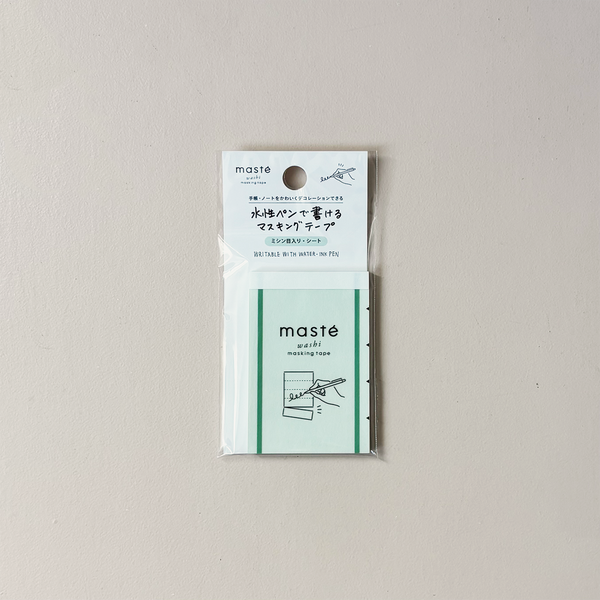 masté
washi
masking tape
手帳・ノートをかわいくデコレーションできる
水性ペンで書ける
マスキングテープ
ミシン目入り・シート
WRITABLE WITH WATER-INK PEN
masté
washi
masking tape